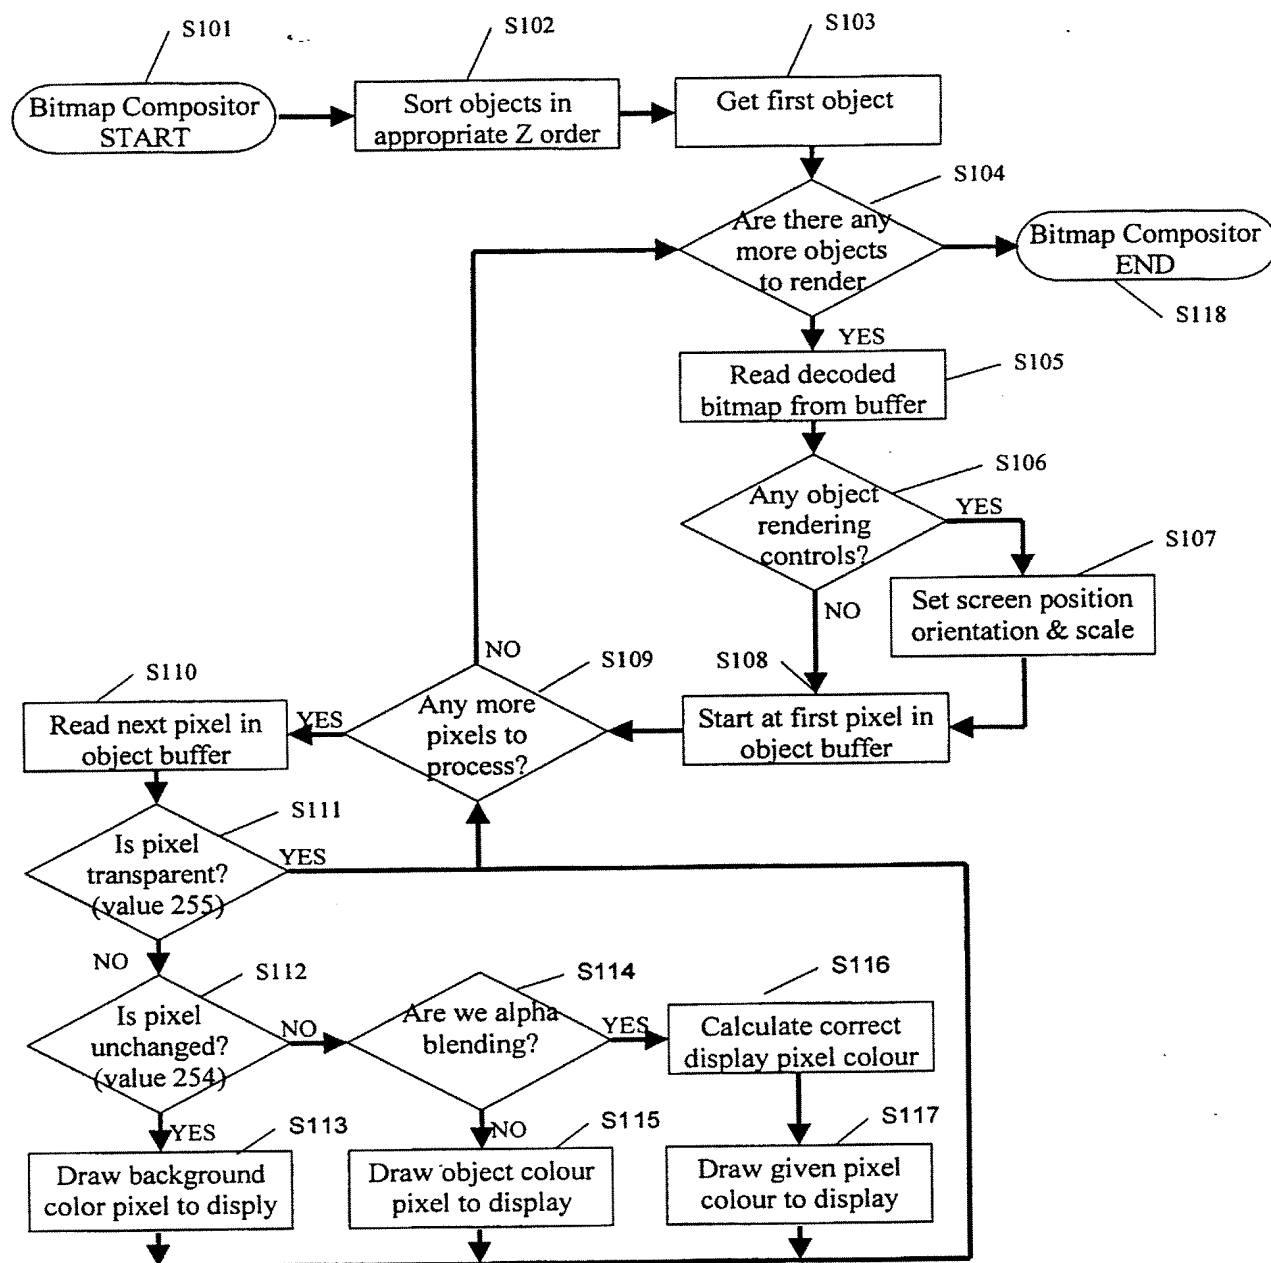 S101
S102
S103
Bitmap Compositor
START
Sort objects in
appropriate Z order
Get first object
S104
Are there any
more objects
to render
Bitmap Compositor
END
S118
YES
Read decoded
bitmap from buffer
S105
S106
Any object
rendering
controls?
YES
S107
NO
Set screen position
orientation & scale
NO
S109
S108
S110
Read next pixel in
object buffer
YES
Any more
pixels to
process?
Start at first pixel in
object buffer
S111
Is pixel
transparent?
(value 255)
YES
NO
S112
S114
S116
Is pixel
unchanged?
(value 254)
NO
Are we alpha
blending?
YES
Calculate correct
display pixel colour
YES
S113
NO
S115
S117
Draw background
color pixel to disply
Draw object colour
pixel to display
Draw given pixel
colour to display